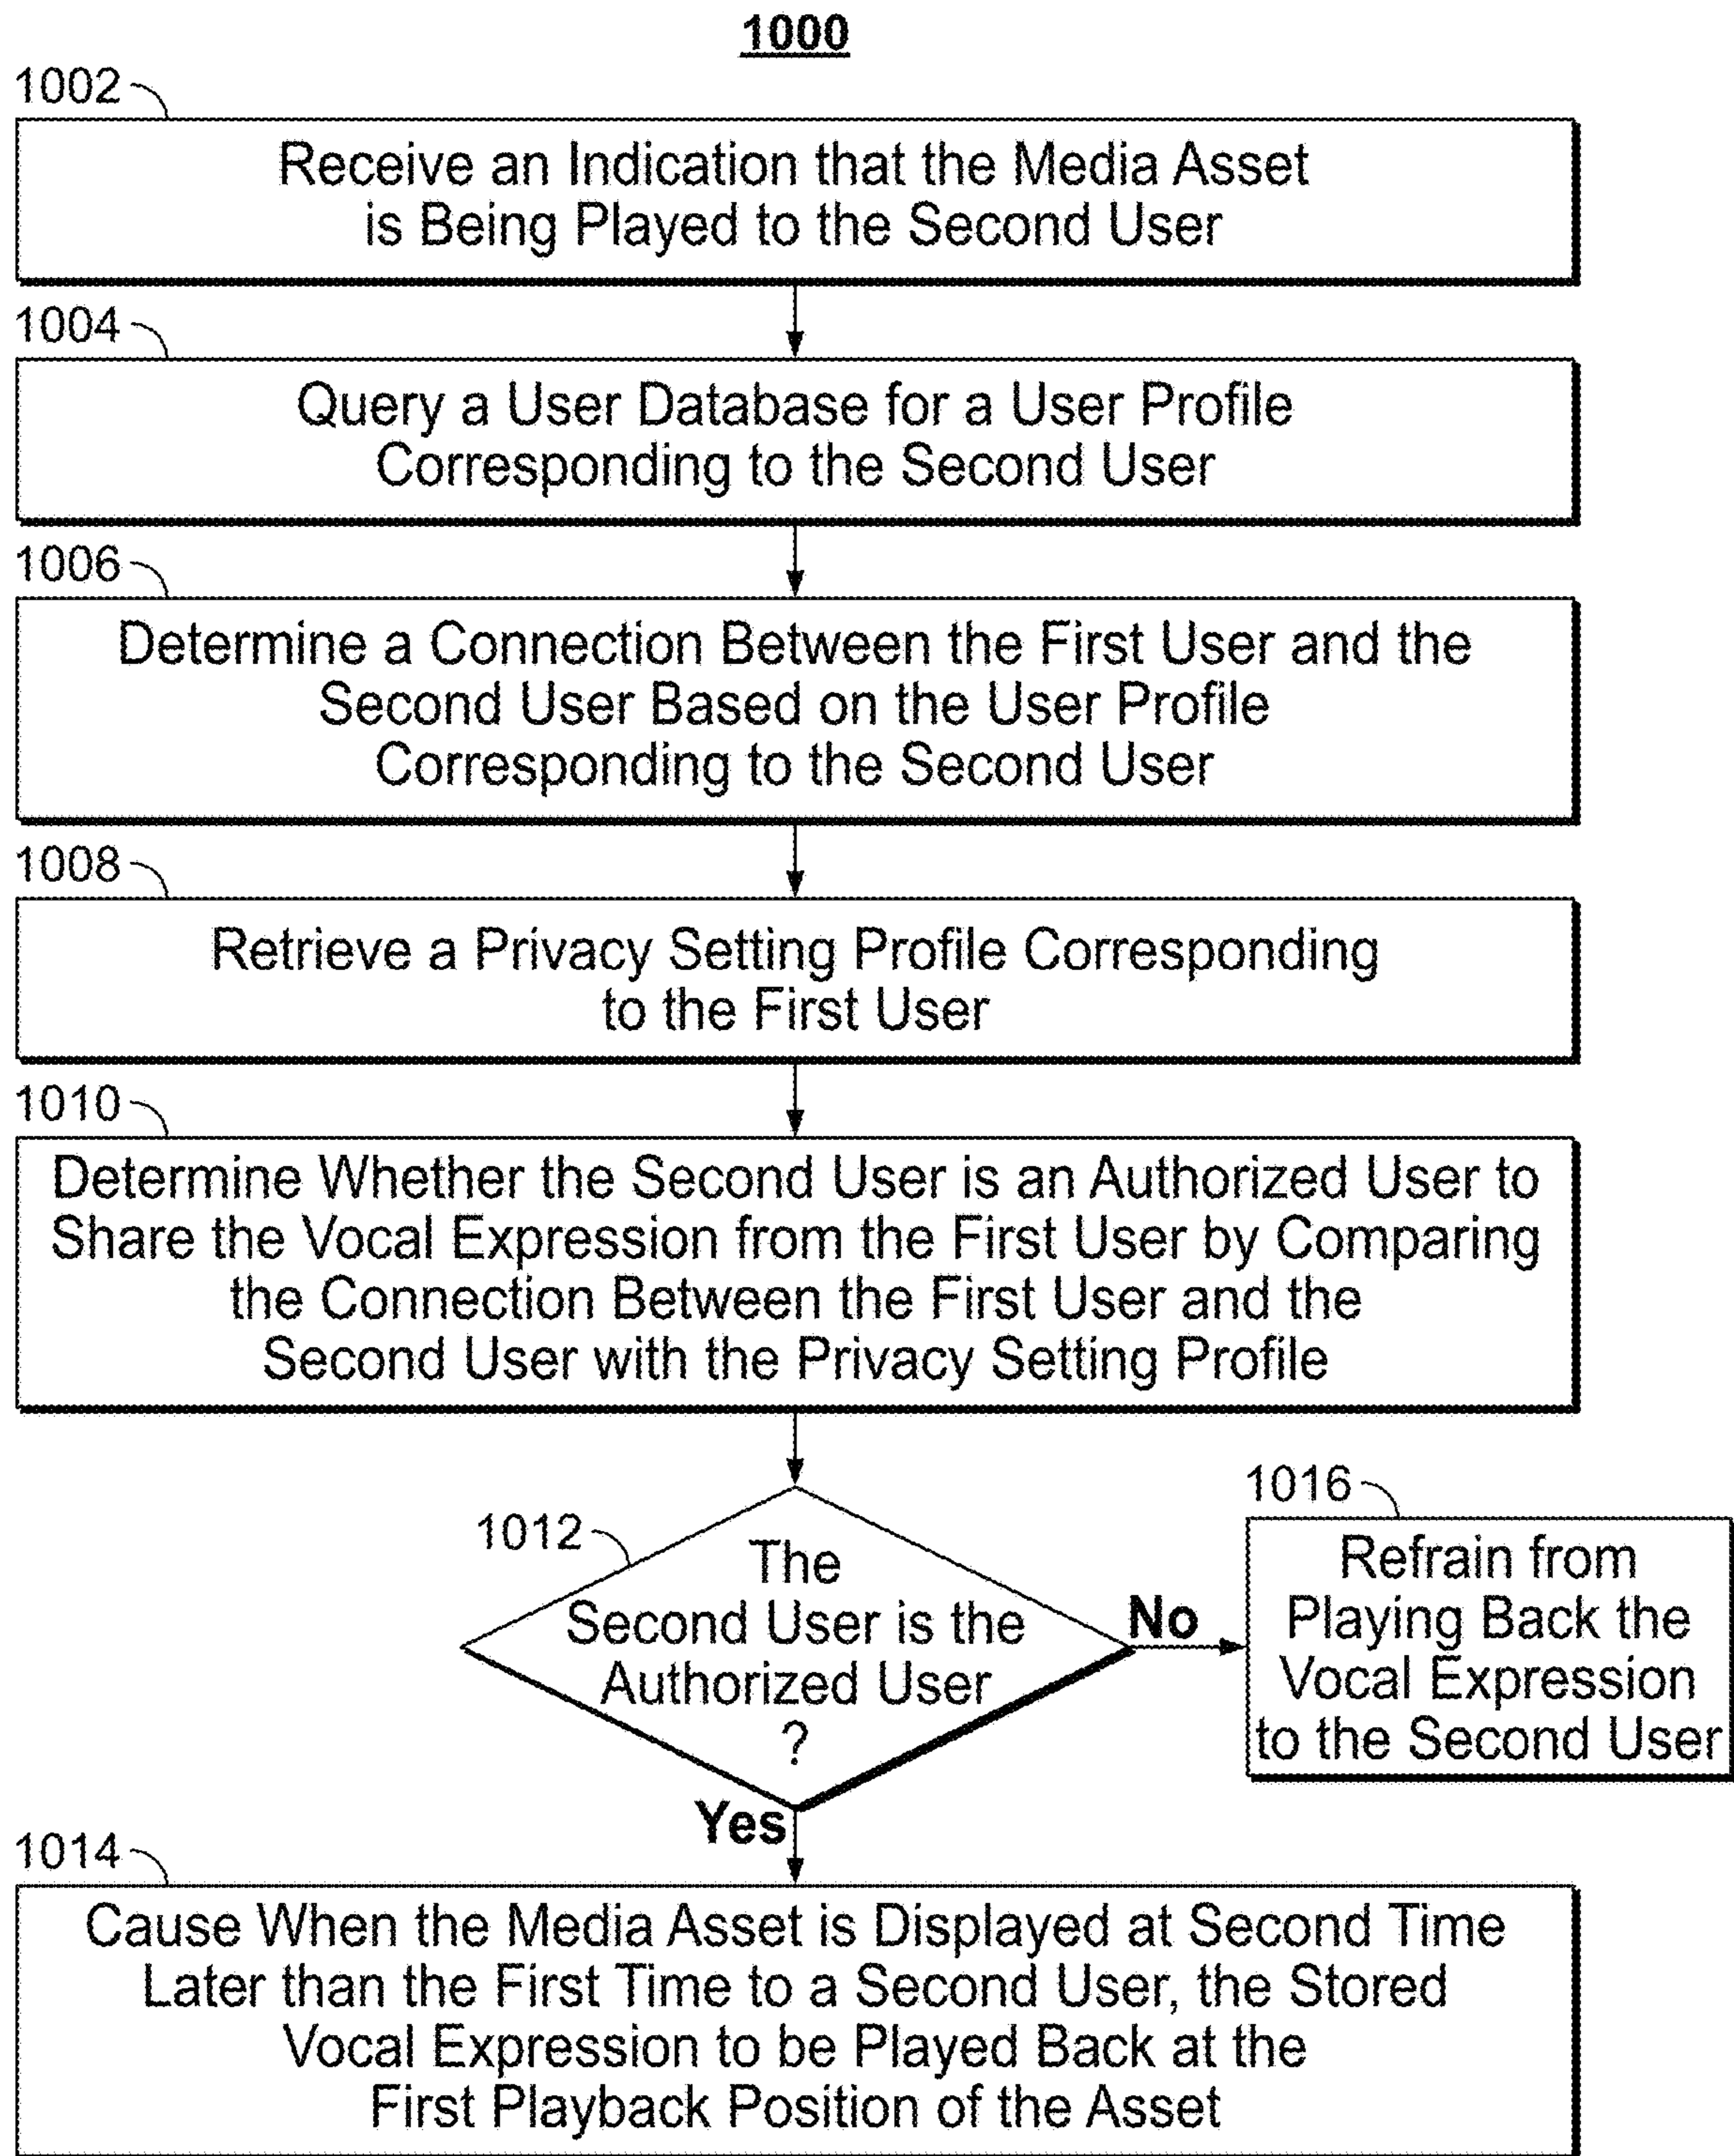 1000
1002
Receive an Indication that the Media Asset
is Being Played to the Second User
1004
Query a User Database for a User Profile
Corresponding to the Second User
1006
Determine a Connection Between the First User and the
Second User Based on the User Profile
Corresponding to the Second User
1008
Retrieve a Privacy Setting Profile Corresponding
to the First User
1010
Determine Whether the Second User is an Authorized User to
Share the Vocal Expression from the First User by Comparing
the Connection Between the First User and the
Second User with the Privacy Setting Profile
1012
The
Second User is the
Authorized User
?
No
1016
Refrain from
Playing Back the
Vocal Expression
to the Second User
Yes
1014
Cause When the Media Asset is Displayed at Second Time
Later than the First Time to a Second User, the Stored
Vocal Expression to be Played Back at the
First Playback Position of the Asset